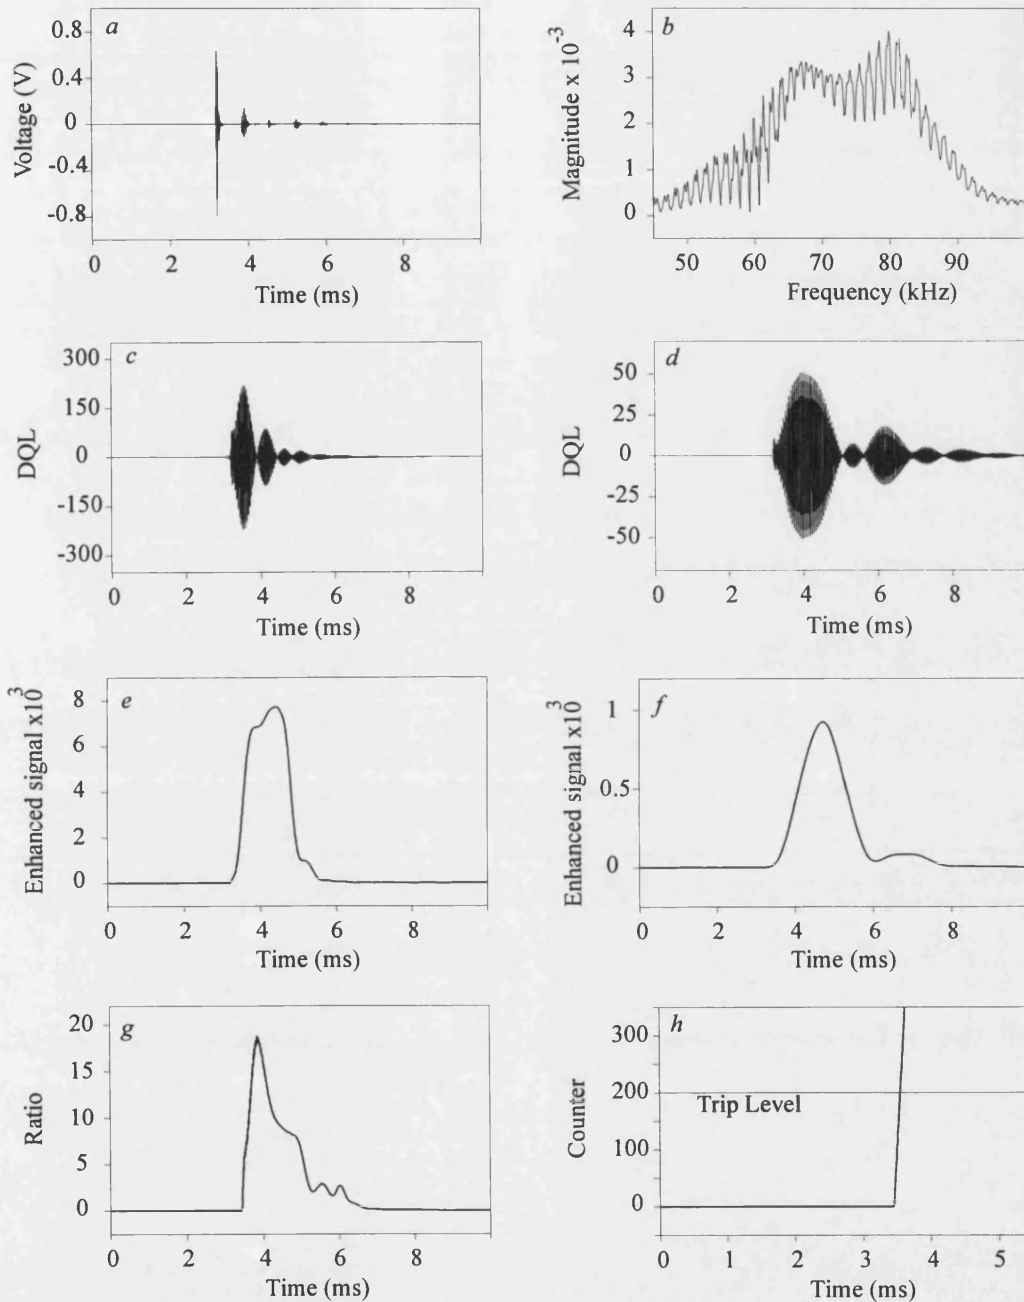 a
0.8
0.4
0
-0.4
-0.8
Voltage (V)
0 2 4 6 8
Time (ms)
b
4
3
2
1
0
Magnitude x 10-3
50 60 70 80 90
Frequency (kHz)
c
300
150
0
-150
-300
DQL
0 2 4 6 8
Time (ms)
d
50
25
0
-25
-50
DQL
0 2 4 6 8
Time (ms)
e
8
6
4
2
0
Enhanced signal x103
0 2 4 6 8
Time (ms)
f
1
0.5
0
Enhanced signal x103
0 2 4 6 8
Time (ms)
g
20
15
10
5
0
Ratio
0 2 4 6 8
Time (ms)
h
300
200
100
0
Counter
Trip Level
0 1 2 3 4 5
Time (ms)